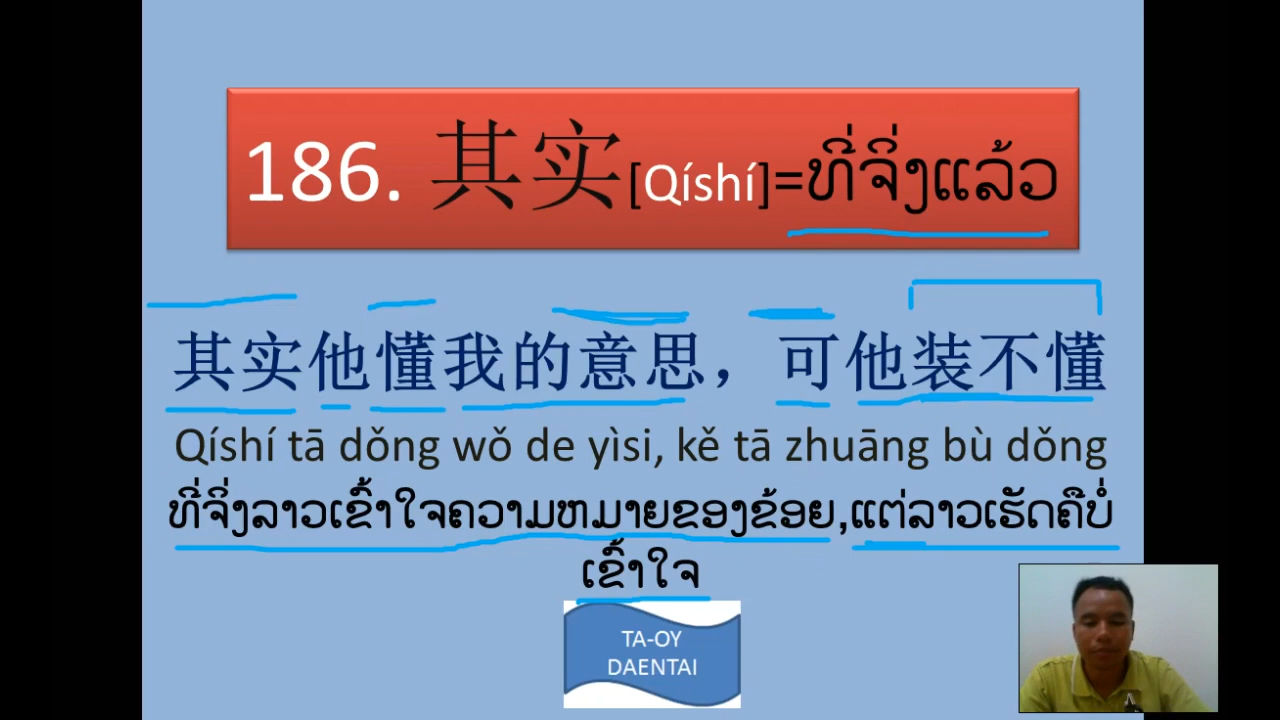 186. 其实[Qíshí]=ທີ່ຈິ່ງແລ້ວ
其实他懂我的意思，可他装不懂
Qíshí tā dǒng wǒ de yìsi, kě tā zhuāng bù dǒng
ທີ່ຈິ່ງລາວເຂົ້າໃຈຄວາມຫມາຍຂອງຂ້ອຍ,ແຕ່ລາວເຮັດຄືບໍ່
ເຂົ້າໃຈ
TA-OY
DAENTAI